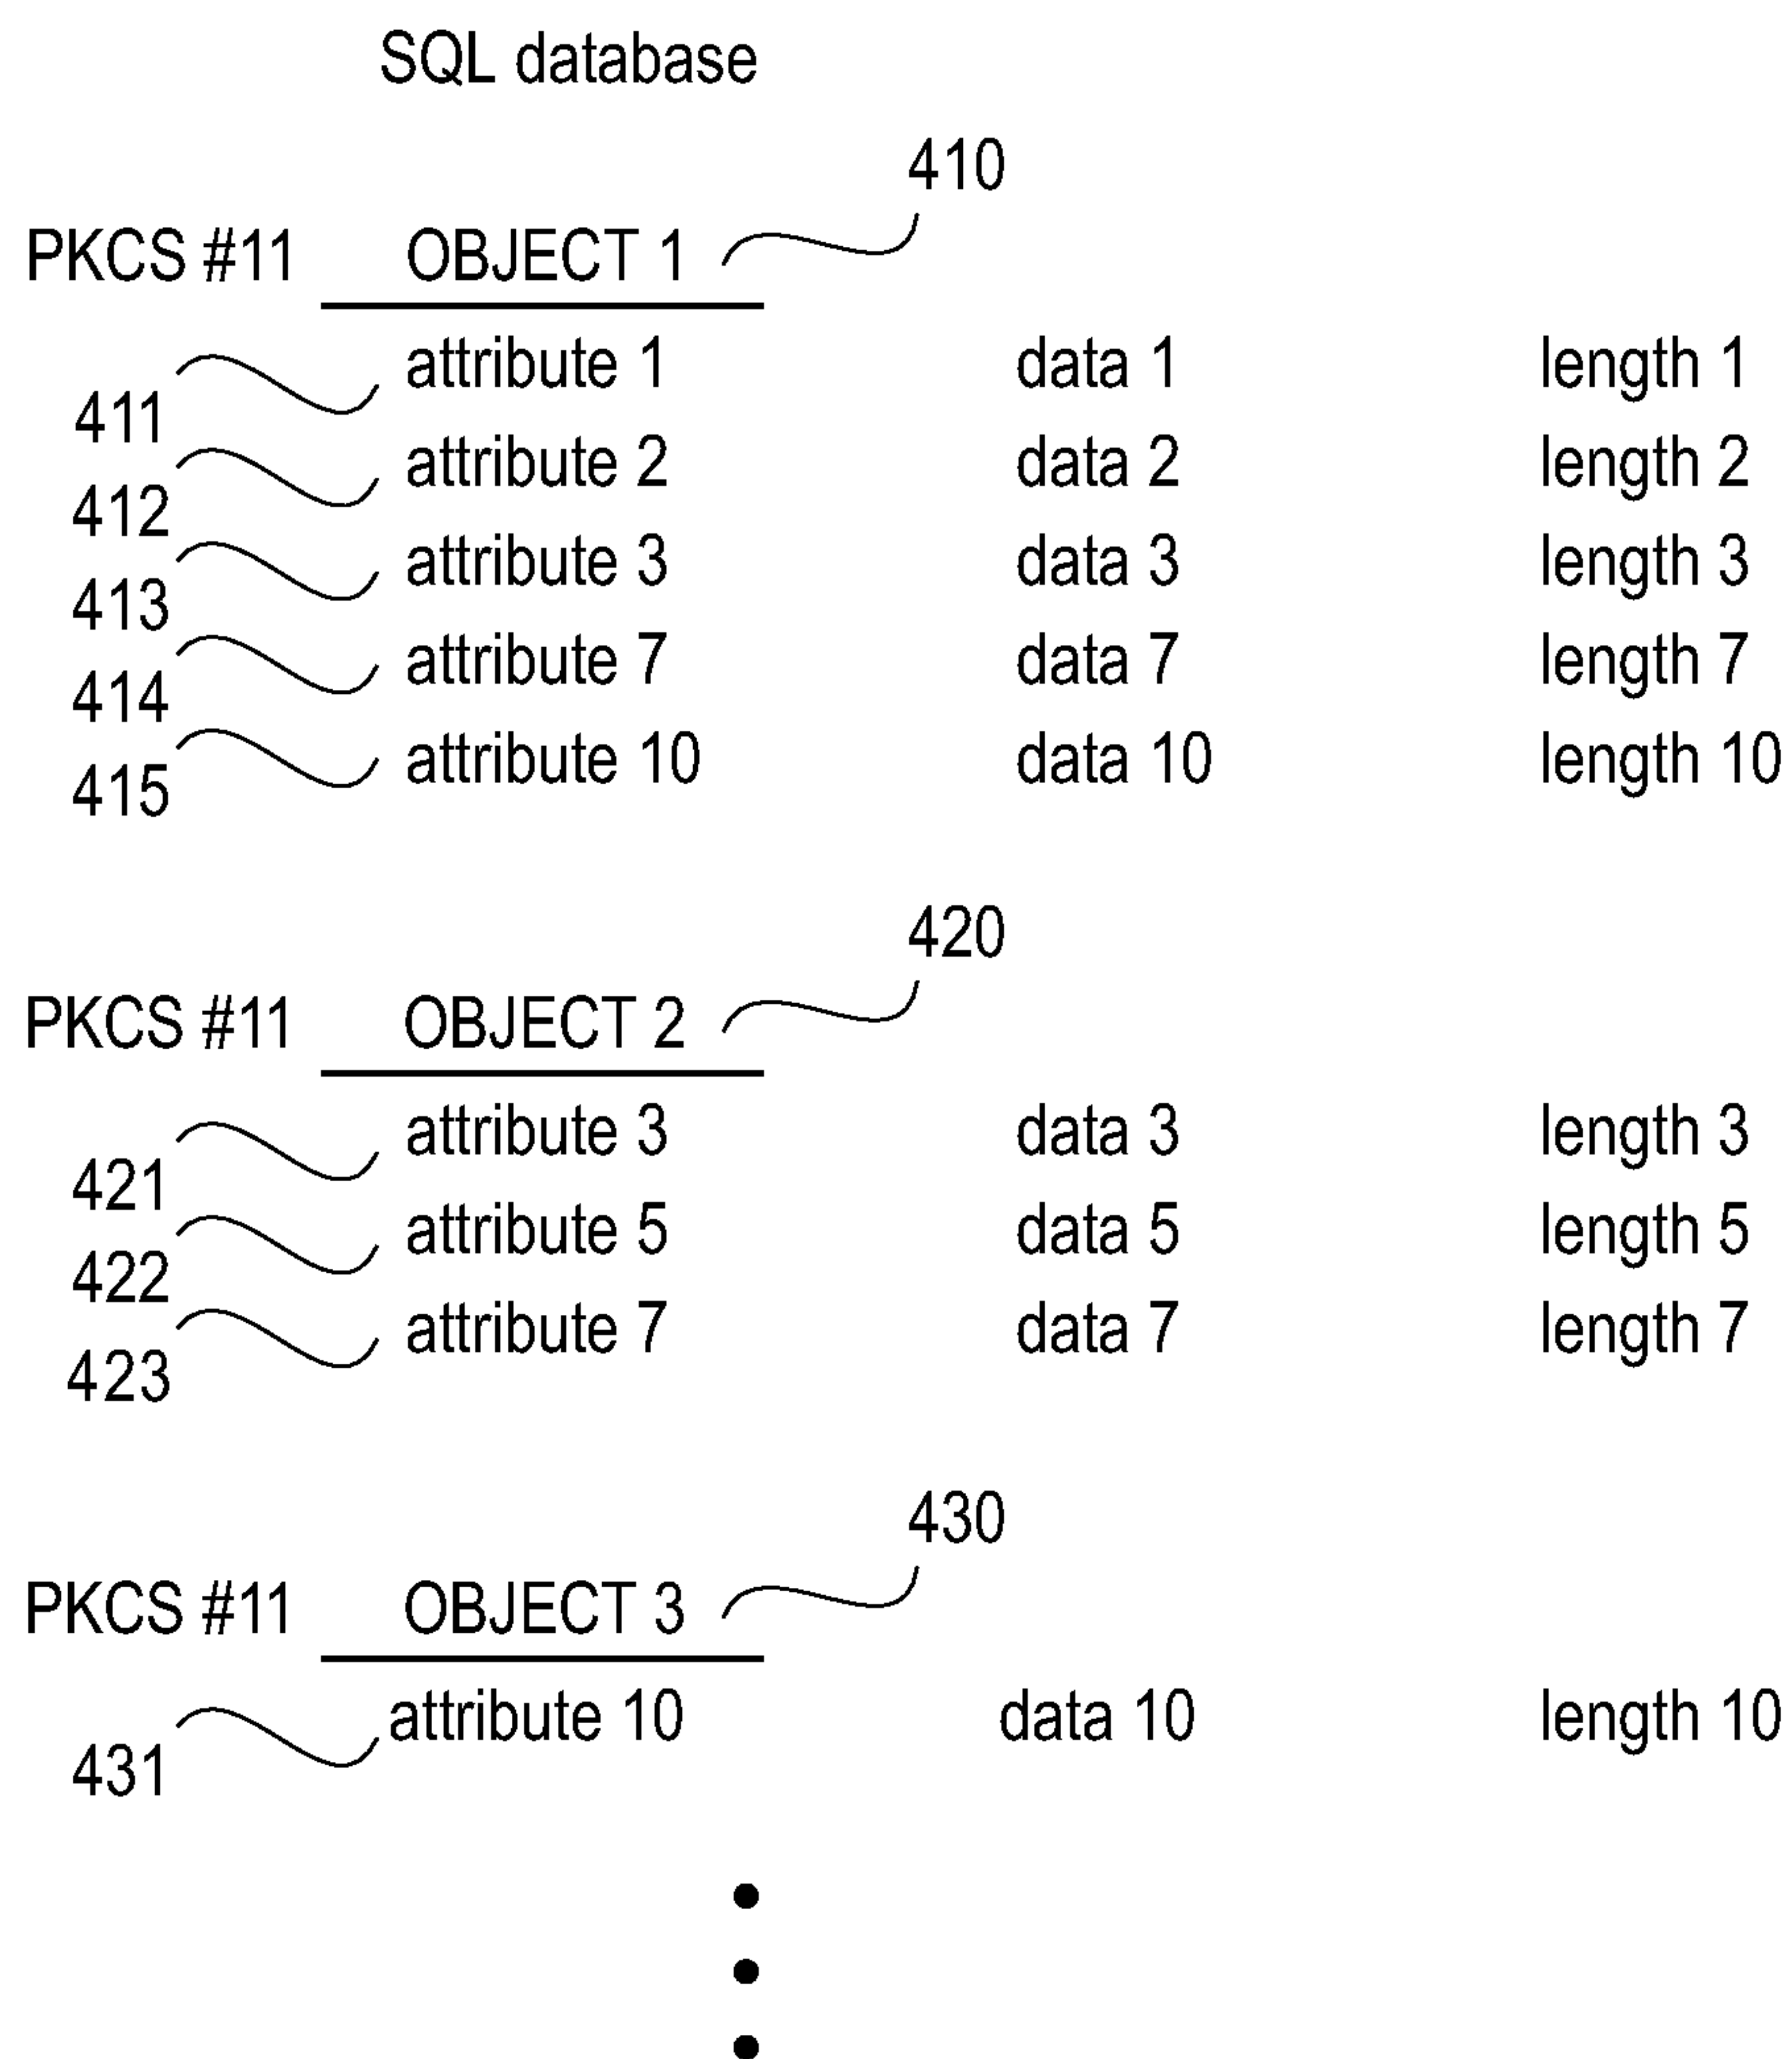 SQL database
410
PKCS #11 OBJECT 1
attribute 1 data 1 length 1
411
attribute 2 data 2 length 2
412
attribute 3 data 3 length 3
413
attribute 7 data 7 length 7
414
attribute 10 data 10 length 10
415
420
PKCS #11 OBJECT 2
attribute 3 data 3 length 3
421
attribute 5 data 5 length 5
422
attribute 7 data 7 length 7
423
430
PKCS #11 OBJECT 3
attribute 10 data 10 length 10
431